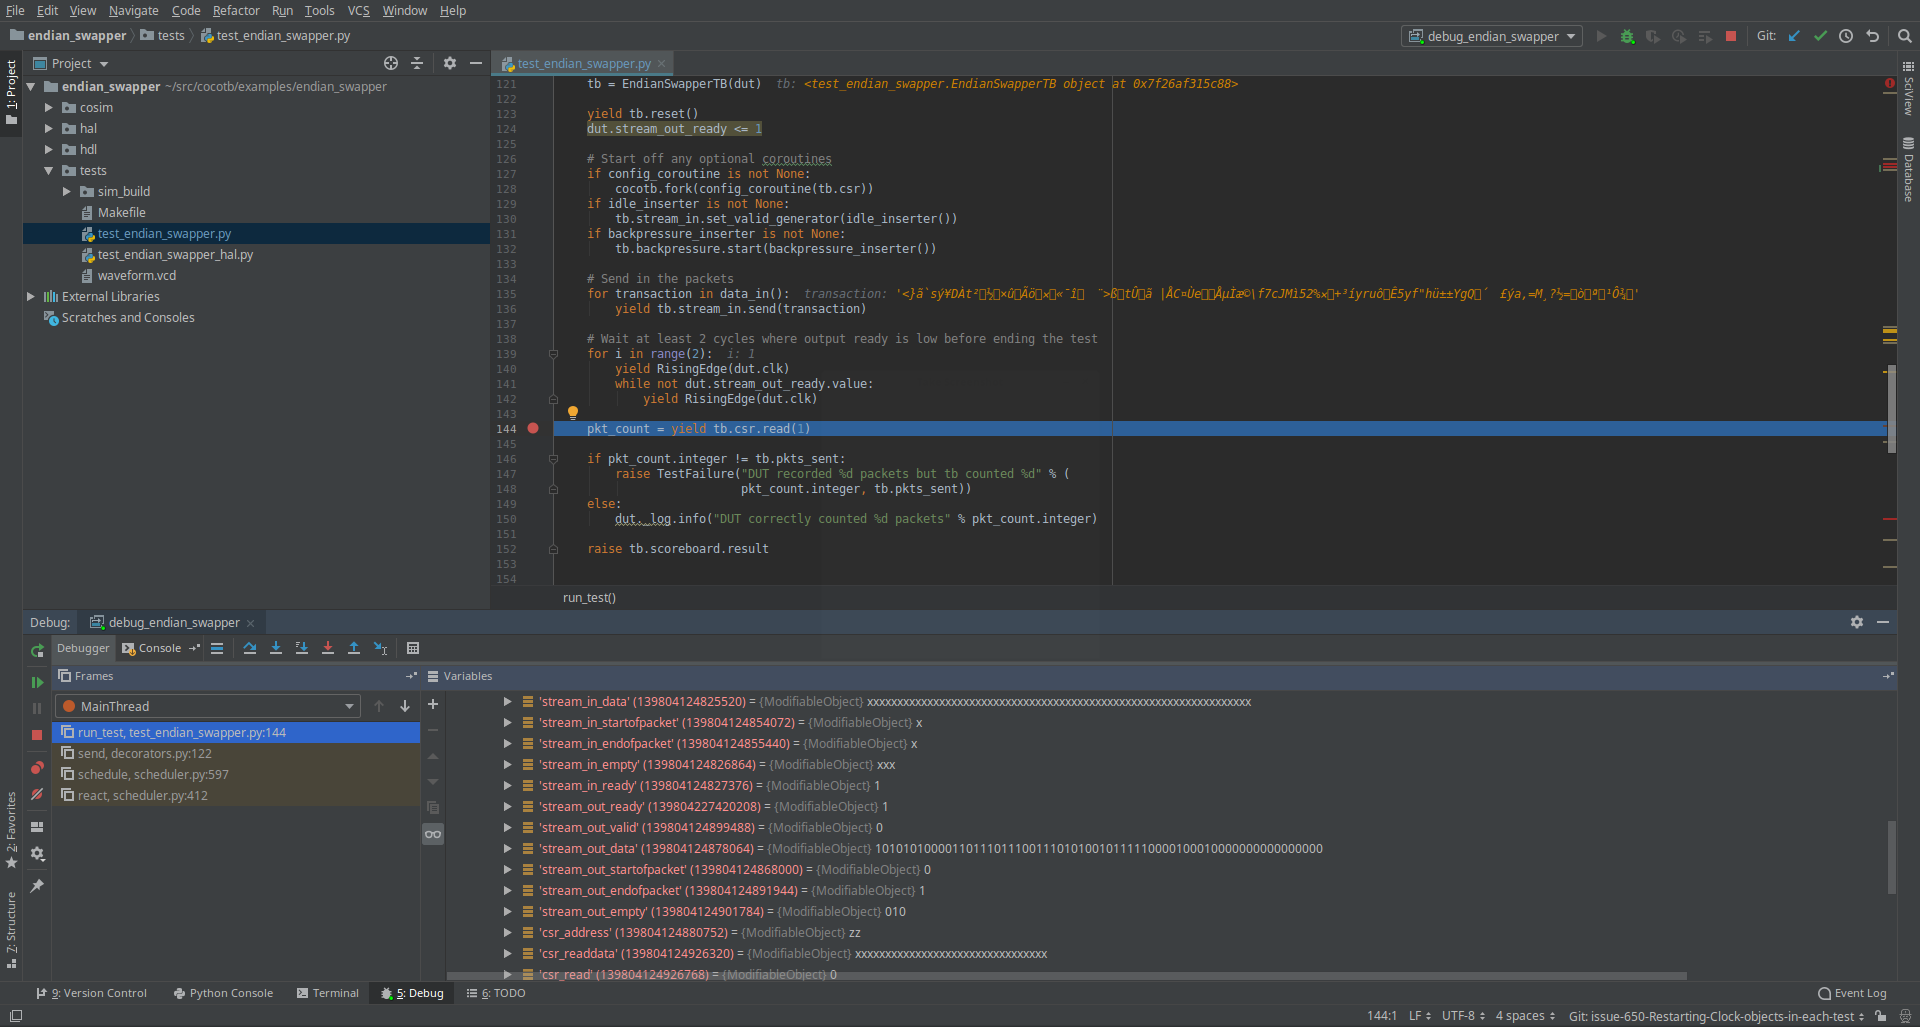 File Edit View Navigate Code Refactor Run Tools VCS Window Help
endian_swapper tests test_endian_swapper.py debug_endian_swapper Git:
1: Project
Project
endian_swapper ~/src/cocotb/examples/endian_swapper
cosim
hal
hdl
tests
sim_build
Makefile
test_endian_swapper.py
test_endian_swapper_hal.py
waveform.vcd
External Libraries
Scratches and Consoles
test_endian_swapper.py
121 tb = EndianSwapperTB(dut) tb: <test_endian_swapper.EndianSwapperTB object at 0x7f26af315c88>
122
123 yield tb.reset()
124 dut.stream_out_ready <= 1
125
126 # Start off any optional coroutines
127 if config_coroutine is not None:
128 cocotb.fork(config_coroutine(tb.csr))
129 if idle_inserter is not None:
130 tb.stream_in.set_valid_generator(idle_inserter())
131 if backpressure_inserter is not None:
132 tb.backpressure.start(backpressure_inserter())
133
134 # Send in the packets
135 for transaction in data_in(): transaction:
136 yield tb.stream_in.send(transaction)
137
138 # Wait at least 2 cycles where output ready is low before ending the test
139 for i in range(2): i: 1
140 yield RisingEdge(dut.clk)
141 while not dut.stream_out_ready.value:
142 yield RisingEdge(dut.clk)
143
144 pkt_count = yield tb.csr.read(1)
145
146 if pkt_count.integer != tb.pkts_sent:
147 raise TestFailure("DUT recorded %d packets but tb counted %d" % (
148 pkt_count.integer, tb.pkts_sent))
149 else:
150 dut._log.info("DUT correctly counted %d packets" % pkt_count.integer)
151
152 raise tb.scoreboard.result
153
154
run_test()
SciView
Database
Debug: debug_endian_swapper
Debugger Console
Frames
Variables
MainThread
run_test, test_endian_swapper.py:144
send, decorators.py:122
schedule, scheduler.py:597
react, scheduler.py:412
'stream_in_data' (139804124825520) = {ModifiableObject} xxxxxxxxxxxxxxxxxxxxxxxxxxxxxxxxxxxxxxxxxxxxxxxxxxxxxxxxxxxxxxxx
'stream_in_startofpacket' (139804124854072) = {ModifiableObject} x
'stream_in_endofpacket' (139804124855440) = {ModifiableObject} x
'stream_in_empty' (139804124826864) = {ModifiableObject} xxx
'stream_in_ready' (139804124827376) = {ModifiableObject} 1
'stream_out_ready' (139804227420208) = {ModifiableObject} 1
'stream_out_valid' (139804124899488) = {ModifiableObject} 0
'stream_out_data' (139804124878064) = {ModifiableObject}
'stream_out_startofpacket' (139804124868000) = {ModifiableObject} 0
'stream_out_endofpacket' (139804124891944) = {ModifiableObject} 1
'stream_out_empty' (139804124901784) = {ModifiableObject} 010
'csr_address' (139804124880752) = {ModifiableObject} zz
'csr_readdata' (139804124926320) = {ModifiableObject} xxxxxxxxxxxxxxxxxxxxxxxxxxxxxxxx
'csr_read' (139804124926768) = {ModifiableObject} 0
2: Favorites
7: Structure
9: Version Control Python Console Terminal 5: Debug 6: TODO Event Log
144:1 LF UTF-8 4 spaces Git: issue-650-Restarting-Clock-objects-in-each-test